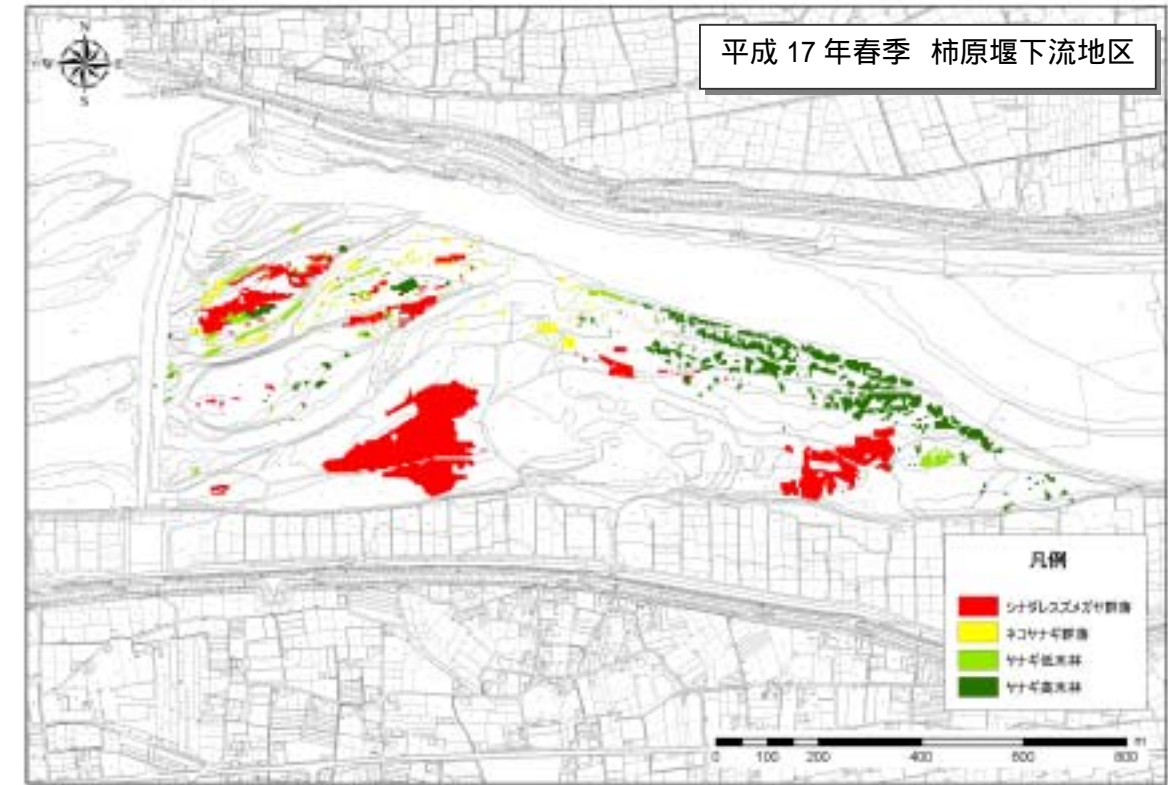 平成 17 年春季 柿原堰下流地区
N
W
E
S
凡例
シナダレスズメガヤ群落
ネコヤナギ群落
ヤナギ低木林
ヤナギ高木林
m
0 100 200 400 600 800